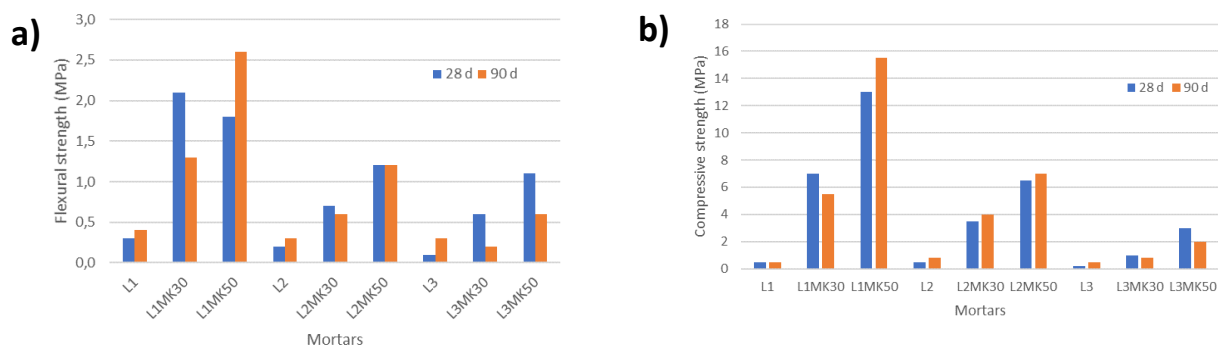 a)
Flexural strength (MPa)
3,0
2,5
2,0
1,5
1,0
0,5
0,0
28 d 90 d
L1 L1MK30 L1MK50 L2 L2MK30 L2MK50 L3 L3MK30 L3MK50
Mortars
b)
Compressive strength (MPa)
18
16
14
12
10
8
6
4
2
0
28 d 90 d
L1 L1MK30 L1MK50 L2 L2MK30 L2MK50 L3 L3MK30 L3MK50
Mortars